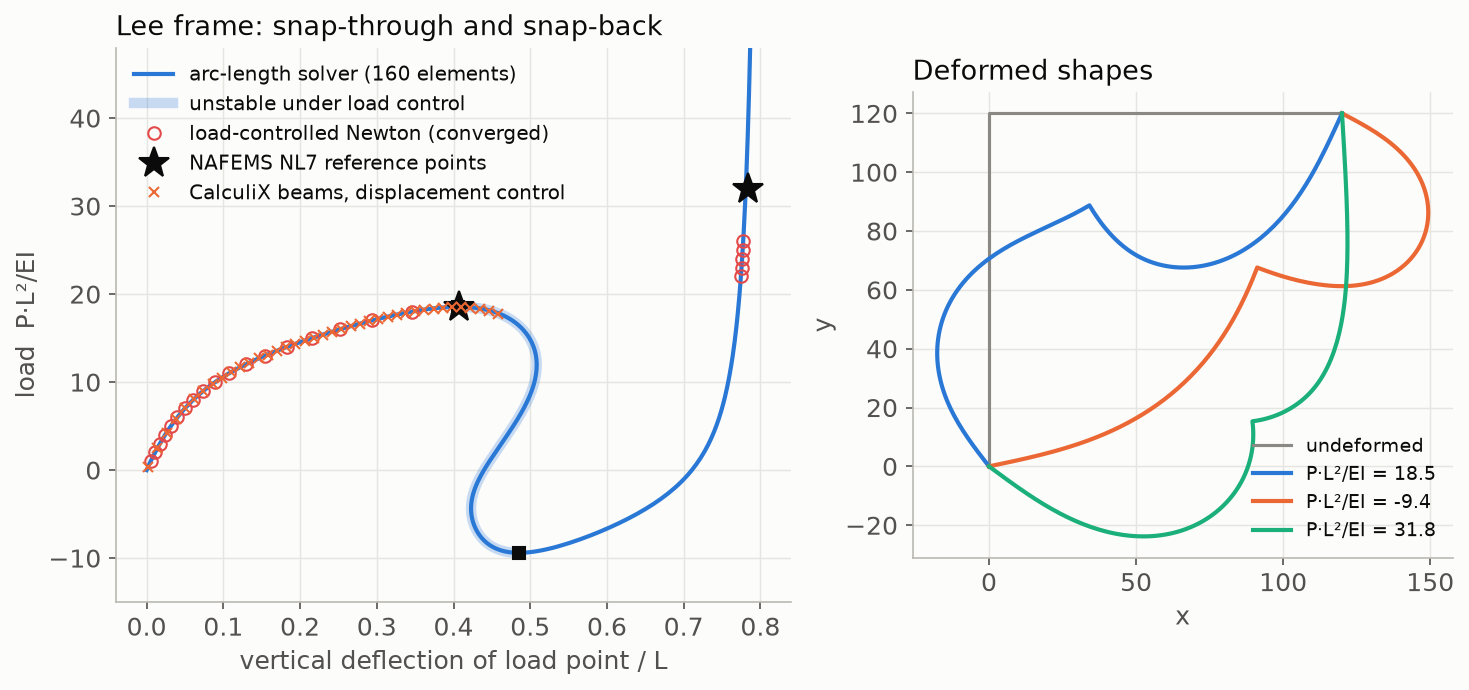 Lee frame: snap-through and snap-back
arc-length solver (160 elements)
unstable under load control
load-controlled Newton (converged)
NAFEMS NL7 reference points
CalculiX beams, displacement control
load P·L²/EI
40
30
20
10
0
−10
0.0 0.1 0.2 0.3 0.4 0.5 0.6 0.7 0.8
vertical deflection of load point / L
Deformed shapes
y
120
100
80
60
40
20
0
−20
undeformed
P·L²/EI = 18.5
P·L²/EI = -9.4
P·L²/EI = 31.8
0 50 100 150
x